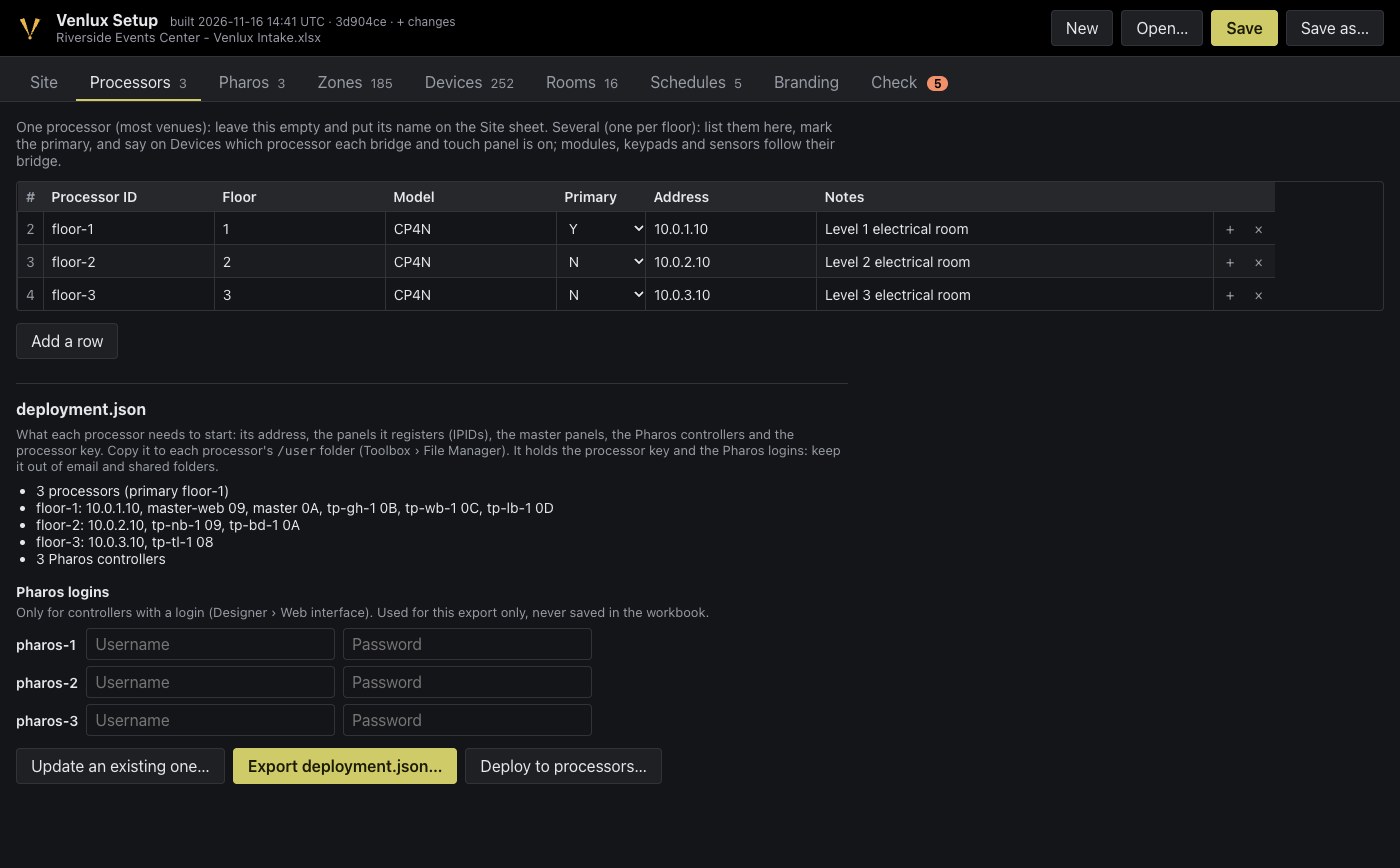 Venlux Setup built 2026-11-16 14:41 UTC · 3d904ce · + changes
Riverside Events Center - Venlux Intake.xlsx
New Open... Save Save as...
Site Processors 3 Pharos 3 Zones 185 Devices 252 Rooms 16 Schedules 5 Branding Check 5
One processor (most venues): leave this empty and put its name on the Site sheet. Several (one per floor): list them here, mark
the primary, and say on Devices which processor each bridge and touch panel is on; modules, keypads and sensors follow their
bridge.
# Processor ID Floor Model Primary Address Notes
2 floor-1 1 CP4N Y 10.0.1.10 Level 1 electrical room + ×
3 floor-2 2 CP4N N 10.0.2.10 Level 2 electrical room + ×
4 floor-3 3 CP4N N 10.0.3.10 Level 3 electrical room + ×
Add a row
deployment.json
What each processor needs to start: its address, the panels it registers (IPIDs), the master panels, the Pharos controllers and the
processor key. Copy it to each processor's /user folder (Toolbox › File Manager). It holds the processor key and the Pharos logins: keep
it out of email and shared folders.
• 3 processors (primary floor-1)
• floor-1: 10.0.1.10, master-web 09, master 0A, tp-gh-1 0B, tp-wb-1 0C, tp-lb-1 0D
• floor-2: 10.0.2.10, tp-nb-1 09, tp-bd-1 0A
• floor-3: 10.0.3.10, tp-tl-1 08
• 3 Pharos controllers
Pharos logins
Only for controllers with a login (Designer › Web interface). Used for this export only, never saved in the workbook.
pharos-1 Username Password
pharos-2 Username Password
pharos-3 Username Password
Update an existing one... Export deployment.json... Deploy to processors...